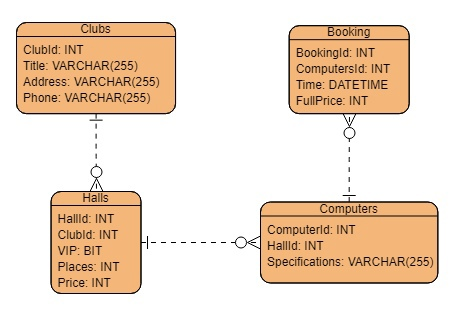 Clubs
ClubId: INT
Title: VARCHAR(255)
Address: VARCHAR(255)
Phone: VARCHAR(255)
Booking
BookingId: INT
ComputersId: INT
Time: DATETIME
FullPrice: INT
Halls
HallId: INT
ClubId: INT
VIP: BIT
Places: INT
Price: INT
Computers
ComputerId: INT
HallId: INT
Specifications: VARCHAR(255)